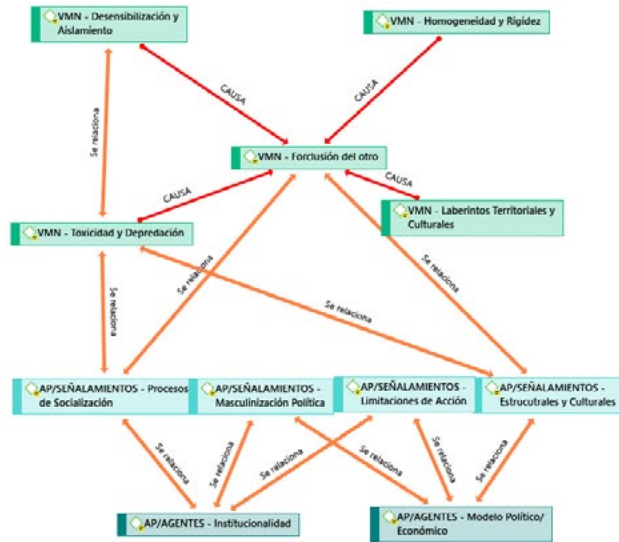 VMN - Desensibilización y
Aislamiento
VMN - Homogeneidad y Rigidez
CAUSA
CAUSA
Se relaciona
VMN - Forclusión del otro
CAUSA
CAUSA
VMN - Laberintos Territoriales y
Culturales
VMN - Toxicidad y Depredación
Se relaciona
Se relaciona
Se relaciona
Se relaciona
AP/SEÑALAMIENTOS - Procesos
de Socialización
AP/SEÑALAMIENTOS -
Masculinización Política
AP/SEÑALAMIENTOS -
Limitaciones de Acción
AP/SEÑALAMIENTOS -
Estrucutrales y Culturales
Se relaciona
Se relaciona
Se relaciona
Se relaciona
Se relaciona
Se relaciona
AP/AGENTES - Institucionalidad
AP/AGENTES - Modelo Político/
Económico